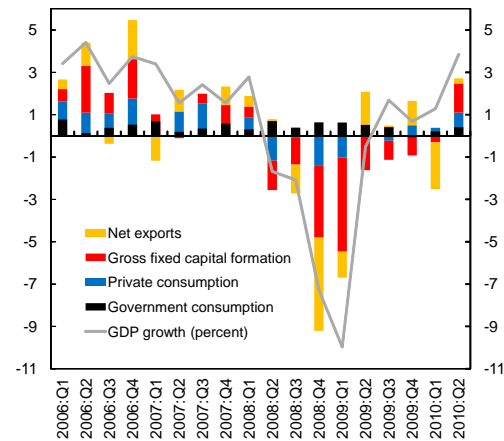 5
3
1
-1
-3
-5
-7
-9
-11
5
3
1
-1
-3
-5
-7
-9
-11
Net exports
Gross fixed capital formation
Private consumption
Government consumption
GDP growth (percent)
2006:Q1
2006:Q2
2006:Q3
2006:Q4
2007:Q1
2007:Q2
2007:Q3
2007:Q4
2008:Q1
2008:Q2
2008:Q3
2008:Q4
2009:Q1
2009:Q2
2009:Q3
2009:Q4
2010:Q1
2010:Q2